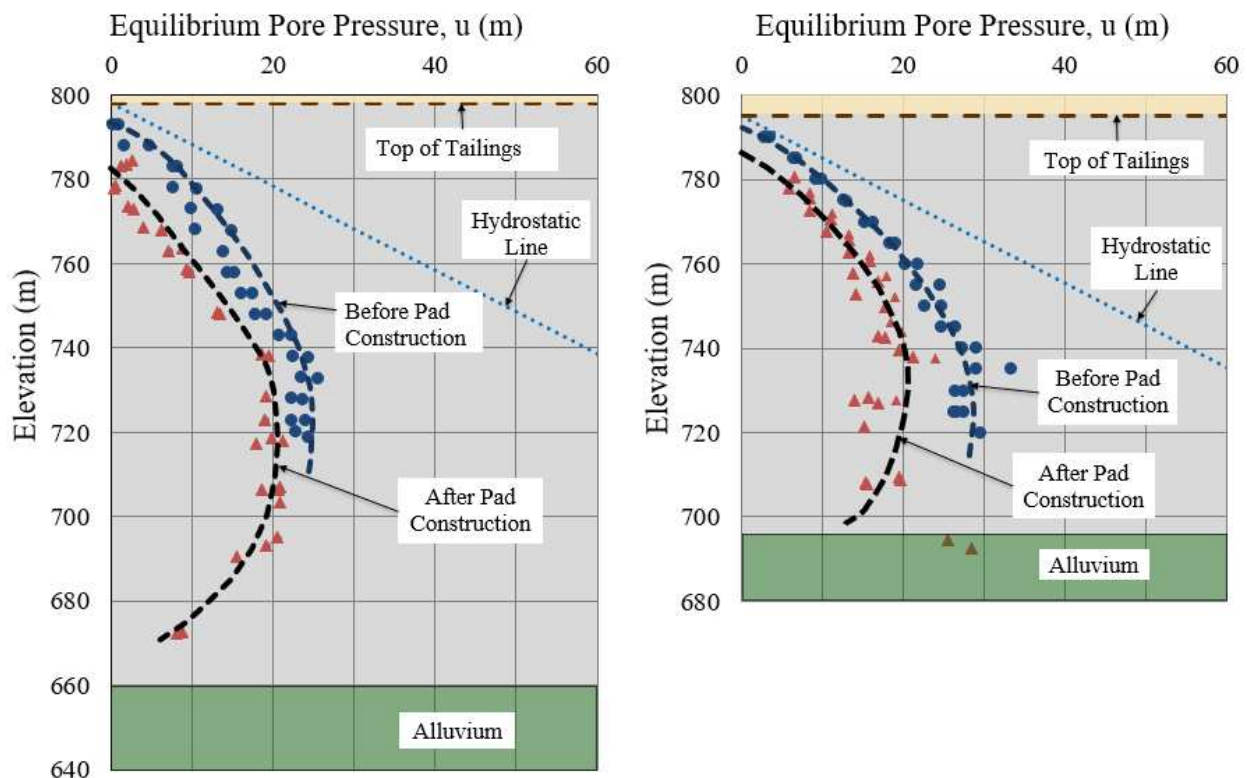 Equilibrium Pore Pressure, u (m)
0 20 40 60
Elevation (m)
800
780
760
740
720
700
680
660
640
Top of Tailings
Hydrostatic
Line
Before Pad
Construction
After Pad
Construction
Alluvium
Equilibrium Pore Pressure, u (m)
0 20 40 60
Elevation (m)
800
780
760
740
720
700
680
Top of Tailings
Hydrostatic
Line
Before Pad
Construction
After Pad
Construction
Alluvium